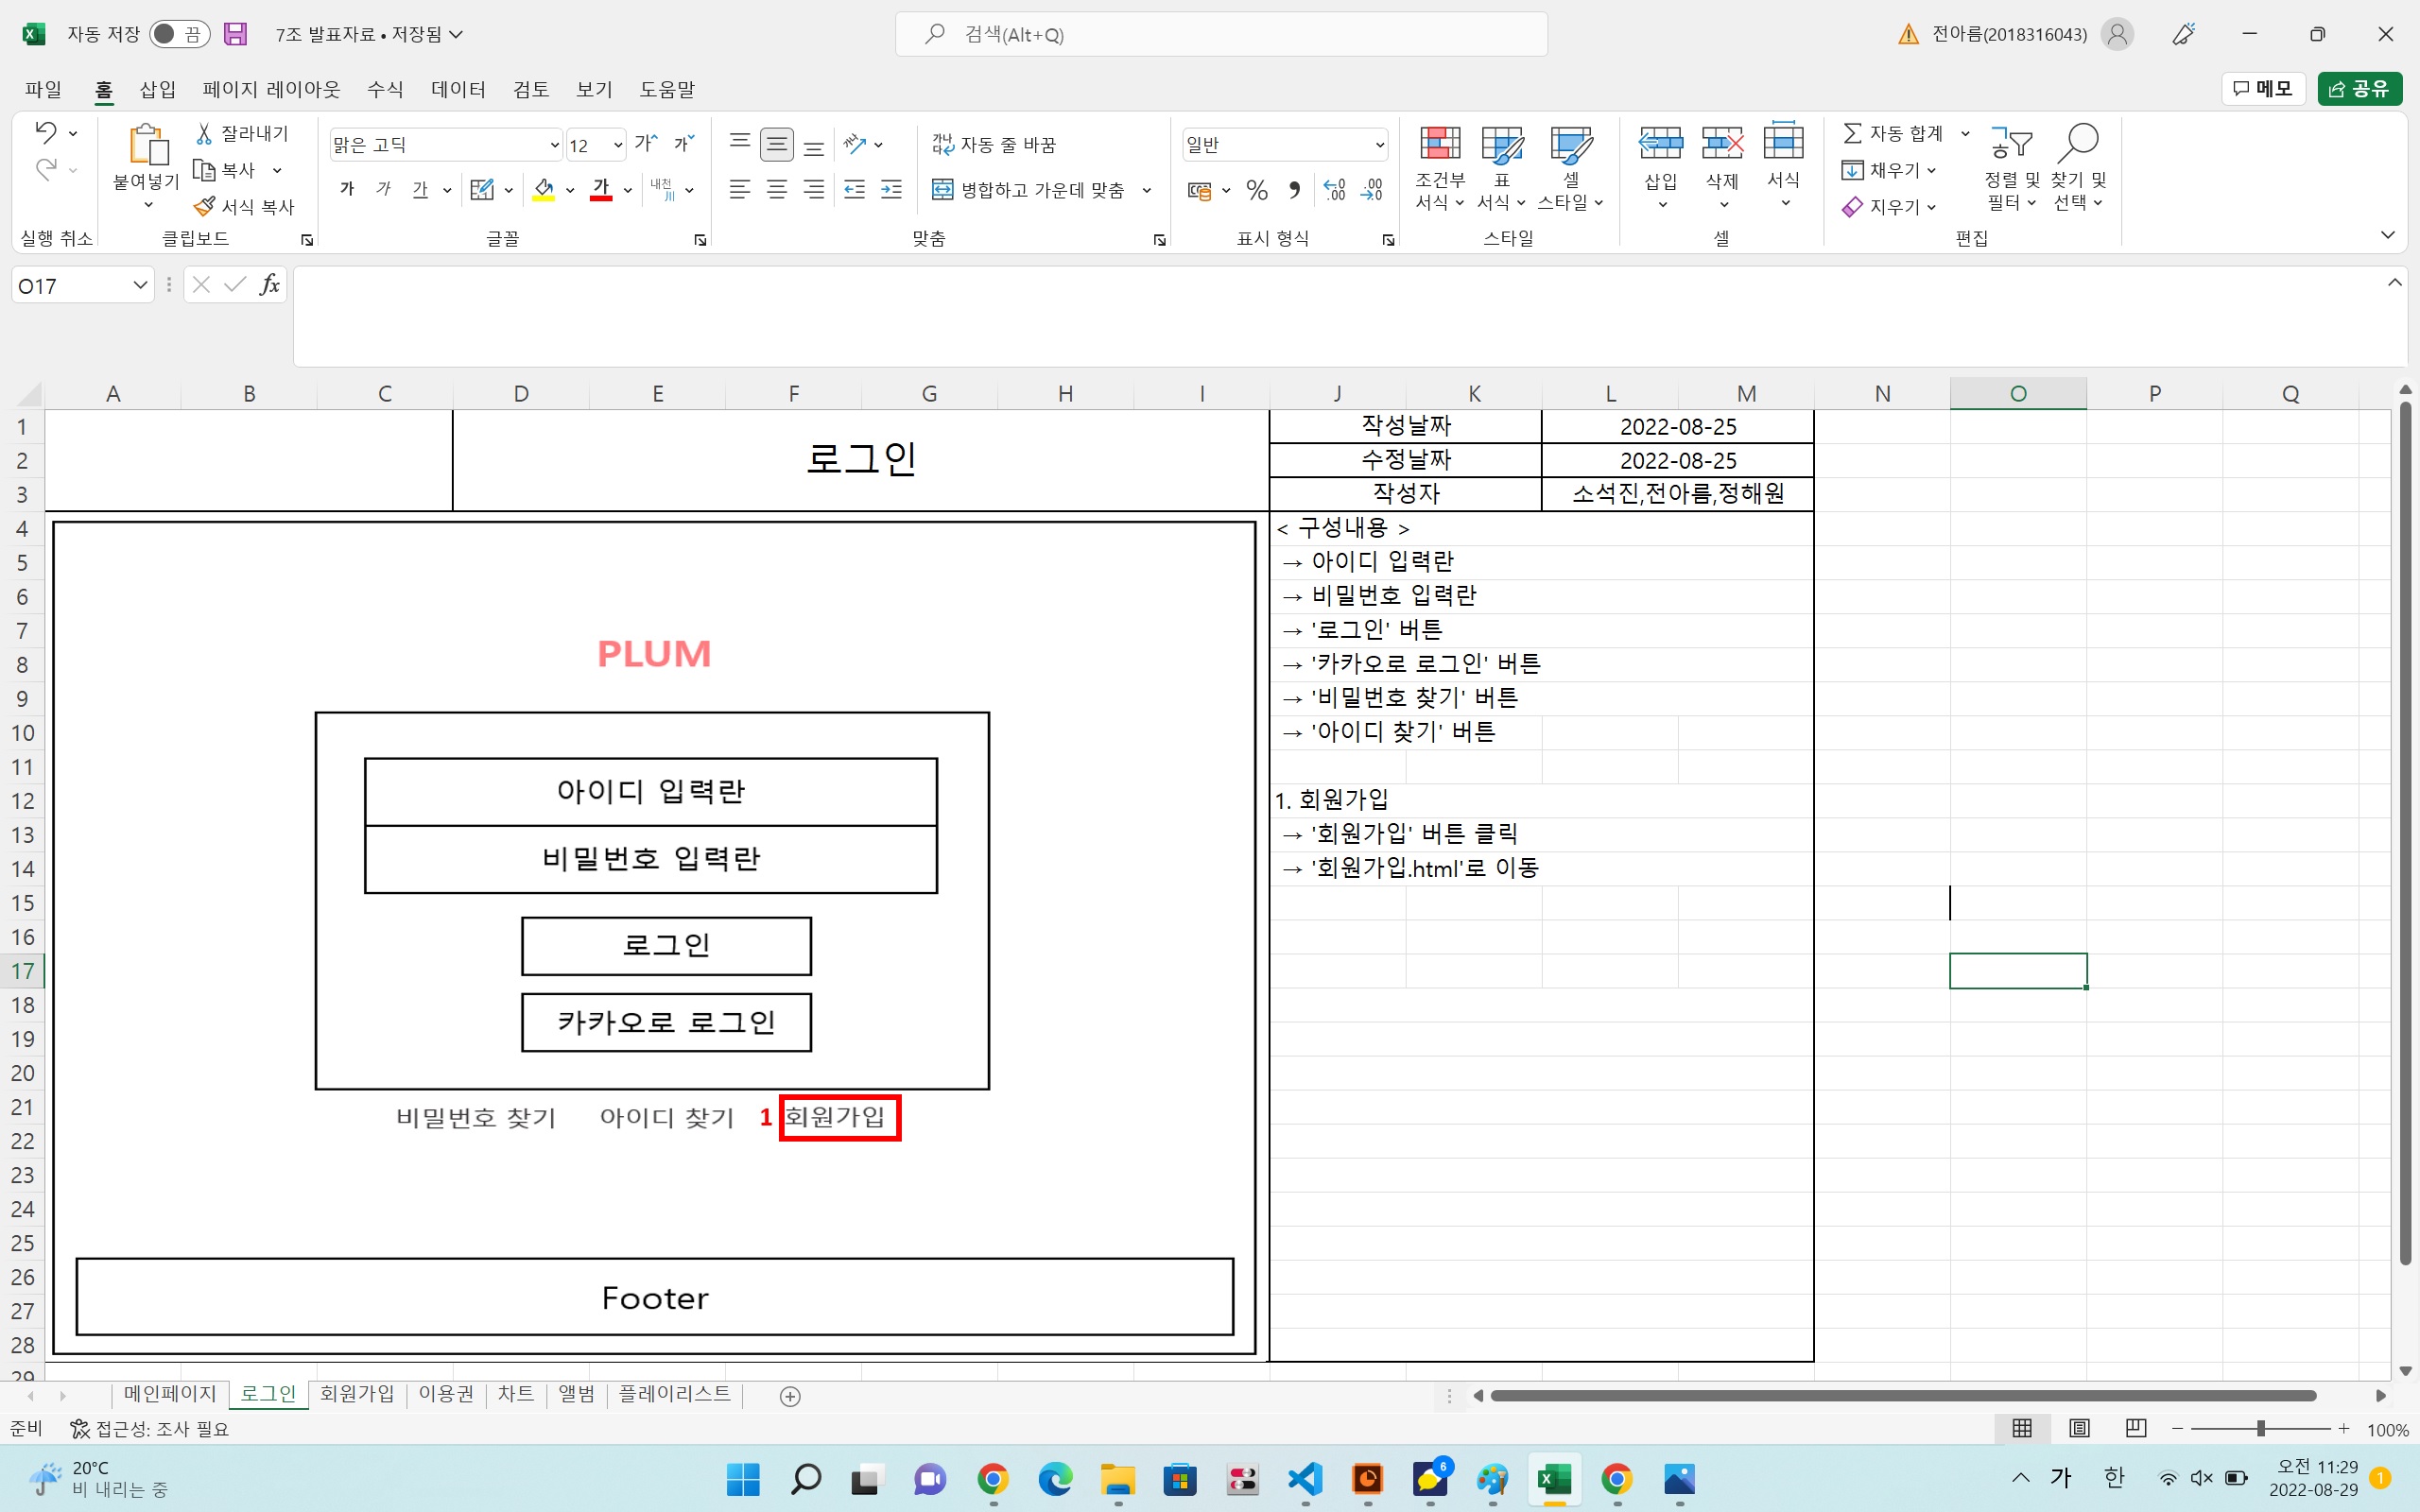 자동 저장 끔 7조 발표자료 • 저장됨 검색(Alt+Q) 전아름(2018316043)
파일 홈 삽입 페이지 레이아웃 수식 데이터 검토 보기 도움말 메모 공유
붙여넣기 잘라내기 복사 서식 복사
맑은 고딕 12 가 가
가 가 가 가 내천
자동 줄 바꿈
병합하고 가운데 맞춤
일반
조건부 서식 표 서식 셀 스타일 삽입 삭제 서식
자동 합계 채우기 지우기 정렬 및 필터 찾기 및 선택
실행 취소 클립보드 글꼴 맞춤 표시 형식 스타일 셀 편집
O17 fx
A B C D E F G H I J K L M N O P Q
1
2
3
4
5
6
7
8
9
10
11
12
13
14
15
16
17
18
19
20
21
22
23
24
25
26
27
28
29
로그인
작성날짜 2022-08-25
수정날짜 2022-08-25
작성자 소석진,전아름,정해원
PLUM
아이디 입력란
비밀번호 입력란
로그인
카카오로 로그인
비밀번호 찾기 아이디 찾기 1 회원가입
Footer
< 구성내용 >
→ 아이디 입력란
→ 비밀번호 입력란
→ '로그인' 버튼
→ '카카오로 로그인' 버튼
→ '비밀번호 찾기' 버튼
→ '아이디 찾기' 버튼
1. 회원가입
→ '회원가입' 버튼 클릭
→ '회원가입.html'로 이동
메인페이지 로그인 회원가입 이용권 차트 앨범 플레이리스트
준비 접근성: 조사 필요 100%
20°C
비 내리는 중
6
가 한
오전 11:29
2022-08-29
1